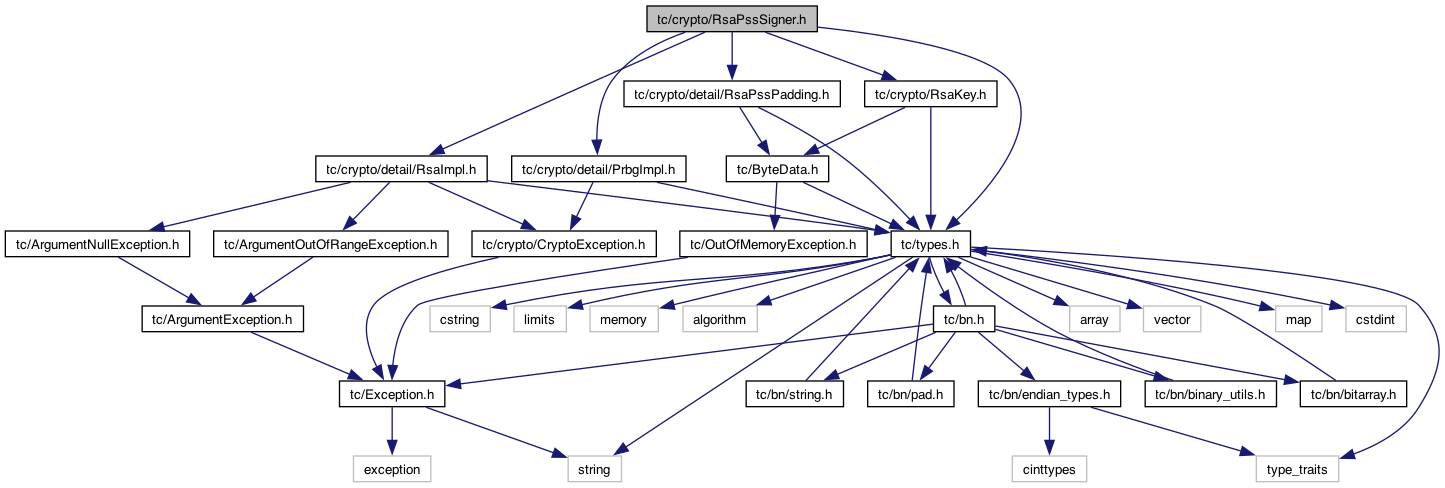 tc/crypto/RsaPssSigner.h
tc/crypto/detail/RsaPssPadding.h
tc/crypto/RsaKey.h
tc/crypto/detail/RsaImpl.h
tc/crypto/detail/PrbgImpl.h
tc/ByteData.h
tc/ArgumentNullException.h
tc/ArgumentOutOfRangeException.h
tc/crypto/CryptoException.h
tc/OutOfMemoryException.h
tc/types.h
tc/ArgumentException.h
cstring
limits
memory
algorithm
tc/bn.h
array
vector
map
cstdint
tc/Exception.h
tc/bn/string.h
tc/bn/pad.h
tc/bn/endian_types.h
tc/bn/binary_utils.h
tc/bn/bitarray.h
exception
string
cinttypes
type_traits